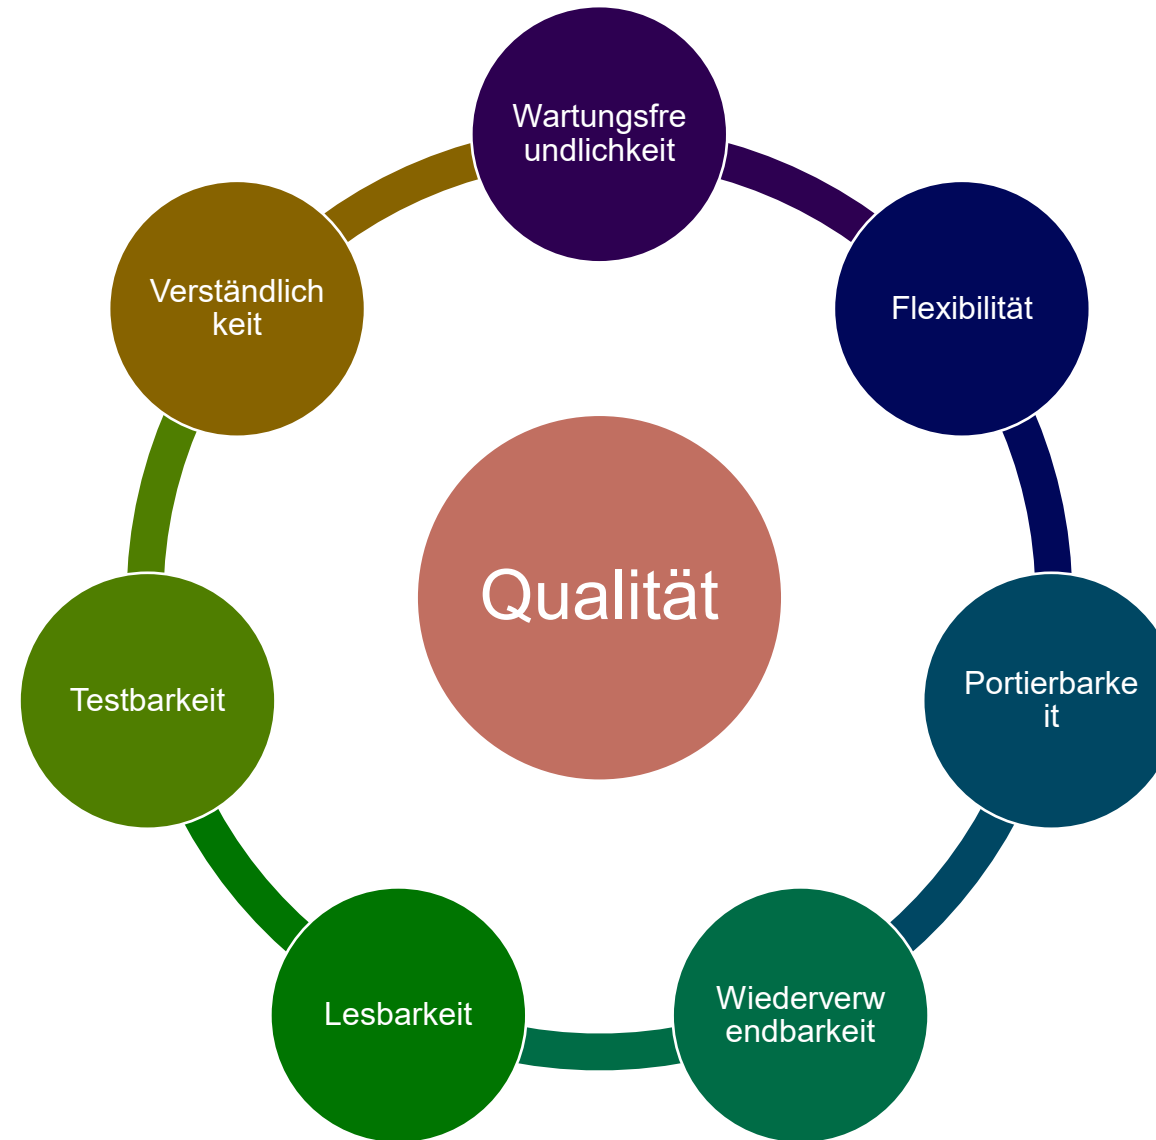 Wartungsfre
undlichkeit
Flexibilität
Portierbarke
it
Wiederverw
endbarkeit
Lesbarkeit
Testbarkeit
Verständlich
keit
Qualität